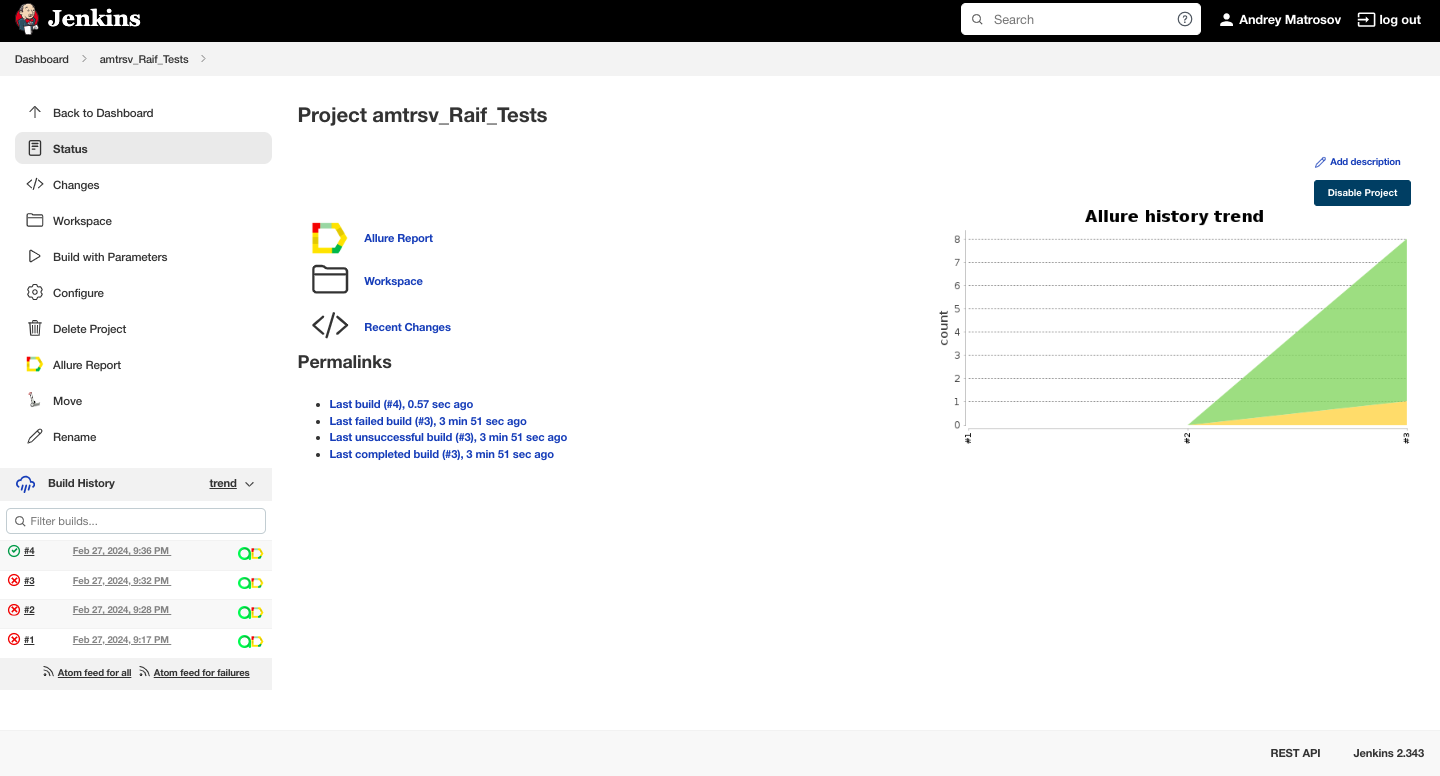 Jenkins
Search
Andrey Matrosov
log out
Dashboard
amtrsv_Raif_Tests
Back to Dashboard
Status
Changes
Workspace
Build with Parameters
Configure
Delete Project
Allure Report
Move
Rename
Build History
trend
Filter builds...
#4 Feb 27, 2024, 9:36 PM
#3 Feb 27, 2024, 9:32 PM
#2 Feb 27, 2024, 9:28 PM
#1 Feb 27, 2024, 9:17 PM
Atom feed for all
Atom feed for failures
Project amtrsv_Raif_Tests
Add description
Disable Project
Allure Report
Workspace
Recent Changes
Permalinks
Last build (#4), 0.57 sec ago
Last failed build (#3), 3 min 51 sec ago
Last unsuccessful build (#3), 3 min 51 sec ago
Last completed build (#3), 3 min 51 sec ago
Allure history trend
count
8
7
6
5
4
3
2
1
0
#1
#2
#3
REST API
Jenkins 2.343